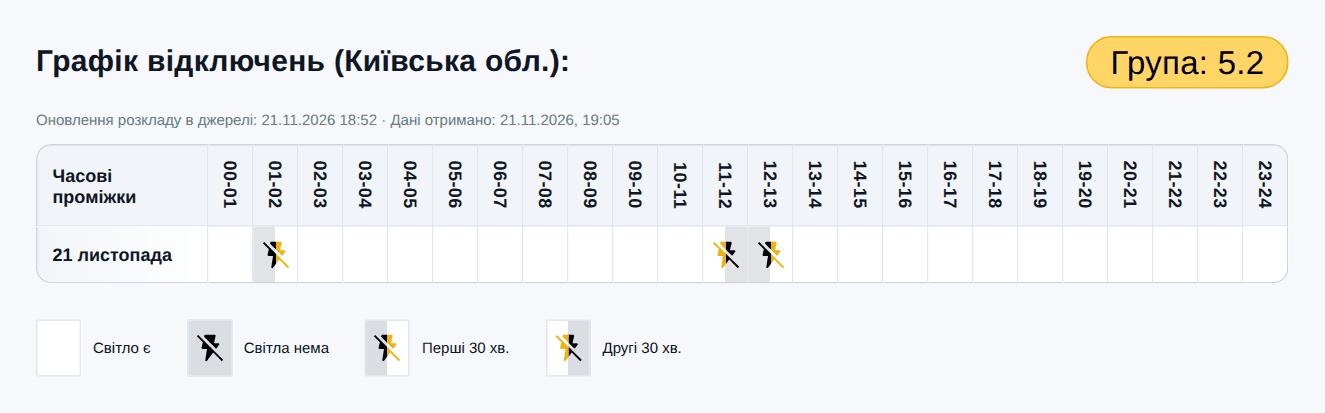 Графік відключень (Київська обл.):
Група: 5.2
Оновлення розкладу в джерелі: 21.11.2026 18:52 · Дані отримано: 21.11.2026, 19:05
Часові
проміжки
00-01
01-02
02-03
03-04
04-05
05-06
06-07
07-08
08-09
09-10
10-11
11-12
12-13
13-14
14-15
15-16
16-17
17-18
18-19
19-20
20-21
21-22
22-23
23-24
21 листопада
Світло є
Світла нема
Перші 30 хв.
Другі 30 хв.